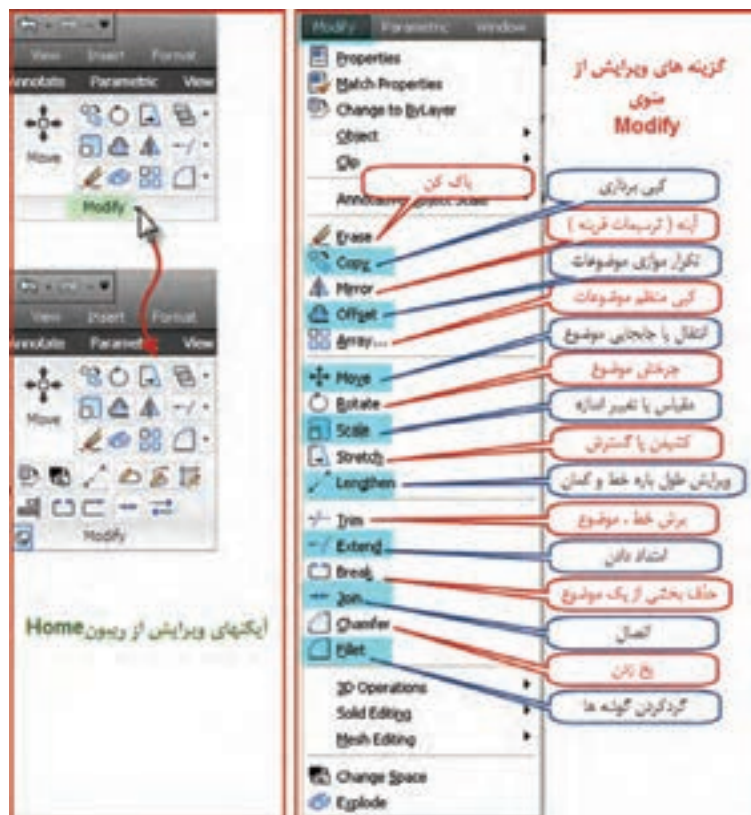 View Insert Format
Annotate Parametric View
Move
Modify
View Insert Format
Annotate Parametric View
Move
Modify
آیکنهای ویرایش از ریبون Home
Modify Parametric Window
Properties
Match Properties
Change to ByLayer
Object
Clip
Annotative Object Scale
Erase
Copy
Mirror
Offset
Array...
Move
Rotate
Scale
Stretch
Lengthen
Trim
Extend
Break
Join
Chamfer
Fillet
3D Operations
Solid Editing
Mesh Editing
Change Space
Explode
گزینه های ویرایش از
منوی
Modify
پاک کن
کپی برداری
آینه ( ترسیمات قرینه )
تکرار موازی موضوعات
کپی منظم موضوعات
انتقال یا جابجایی موضوع
چرخش موضوع
مقیاس یا تغییر اندازه
کشیدن یا گسترش
ویرایش طول پاره خط و کمان
برش خط ، موضوع
امتداد دادن
حذف بخشی از یک موضوع
اتصال
پخ زدن
گردکردن گوشه ها